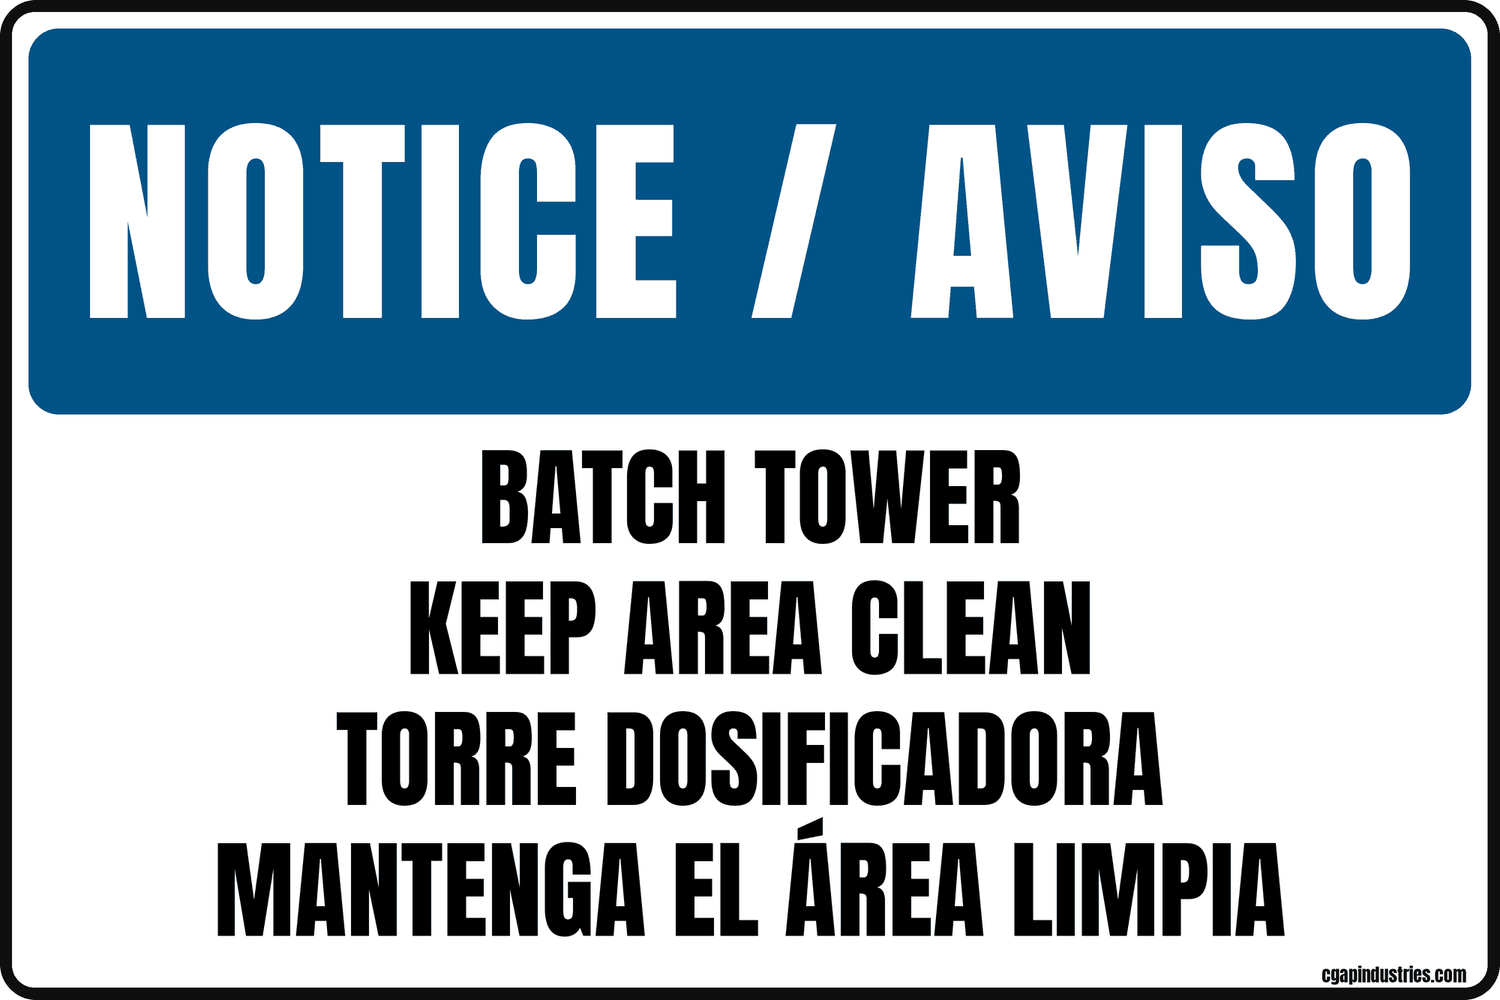 NOTICE / AVISO
BATCH TOWER
KEEP AREA CLEAN
TORRE DOSIFICADORA
MANTENGA EL ÁREA LIMPIA
cgapindustries.com